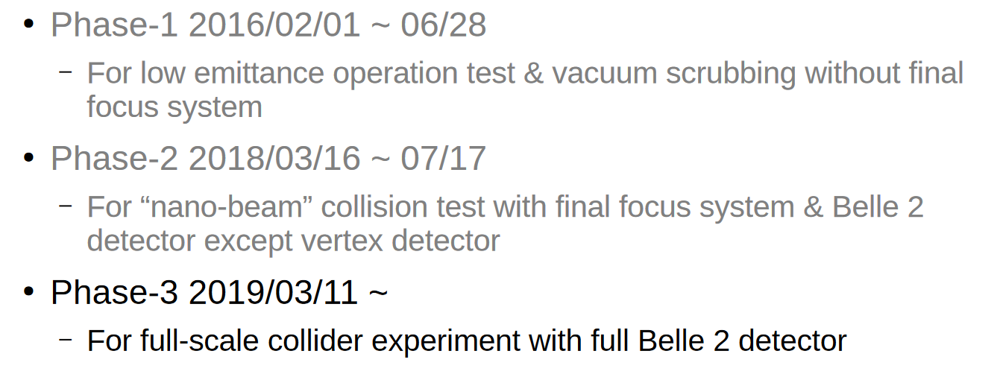 • Phase-1 2016/02/01 ~ 06/28
– For low emittance operation test & vacuum scrubbing without final
focus system
• Phase-2 2018/03/16 ~ 07/17
– For “nano-beam” collision test with final focus system & Belle 2
detector except vertex detector
• Phase-3 2019/03/11 ~
– For full-scale collider experiment with full Belle 2 detector